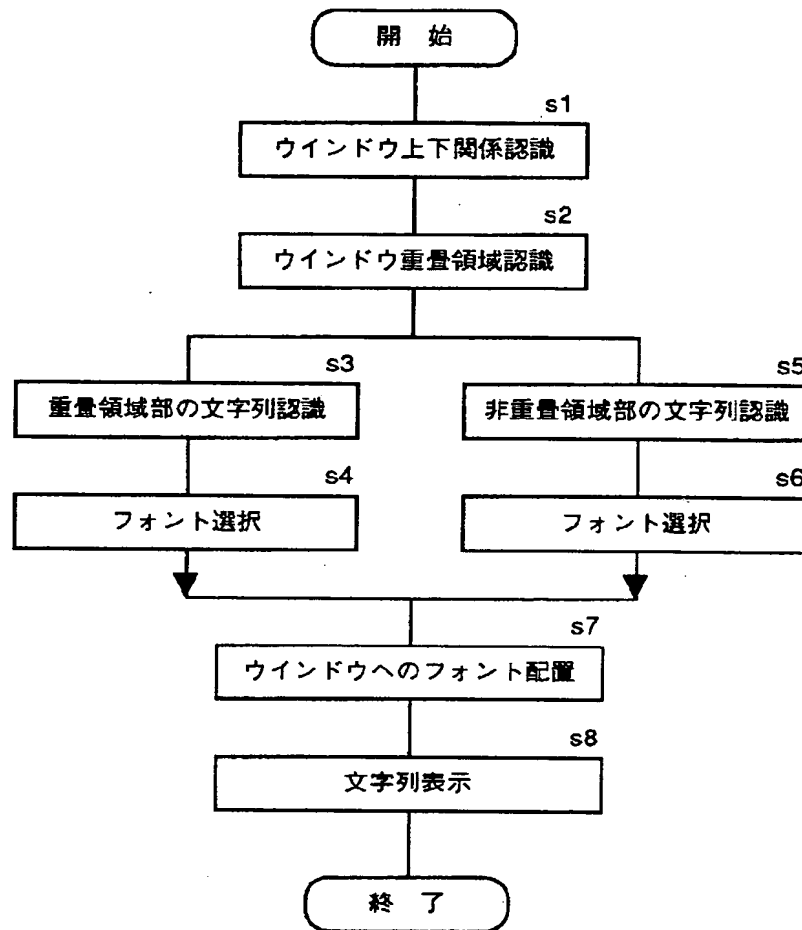 開 始
s1
ウインドウ上下関係認識
s2
ウインドウ重畳領域認識
s3
重畳領域部の文字列認識
s4
フォント選択
s5
非重畳領域部の文字列認識
s6
フォント選択
s7
ウインドウへのフォント配置
s8
文字列表示
終 了